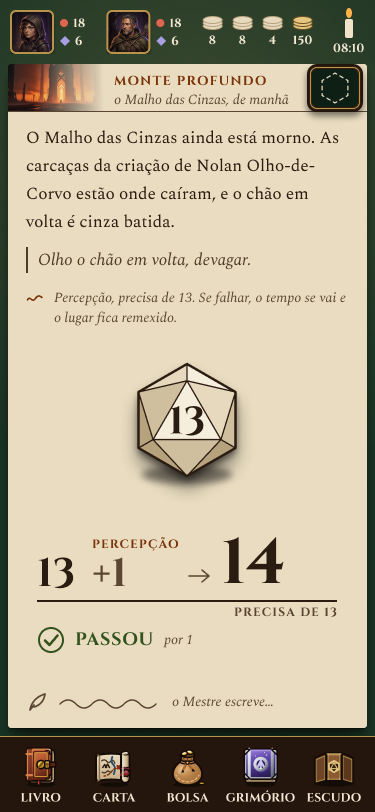 18
6
18
6
8
8
4
150
08:10
MONTE PROFUNDO
o Malho das Cinzas, de manhã
O Malho das Cinzas ainda está morno. As
carcaças da criação de Nolan Olho-de-
Corvo estão onde caíram, e o chão em
volta é cinza batida.
Olho o chão em volta, devagar.
Percepção, precisa de 13. Se falhar, o tempo se vai e
o lugar fica remexido.
13
PERCEPÇÃO
13 +1 → 14
PRECISA DE 13
PASSOU por 1
o Mestre escreve...
LIVRO
CARTA
BOLSA
GRIMÓRIO
ESCUDO